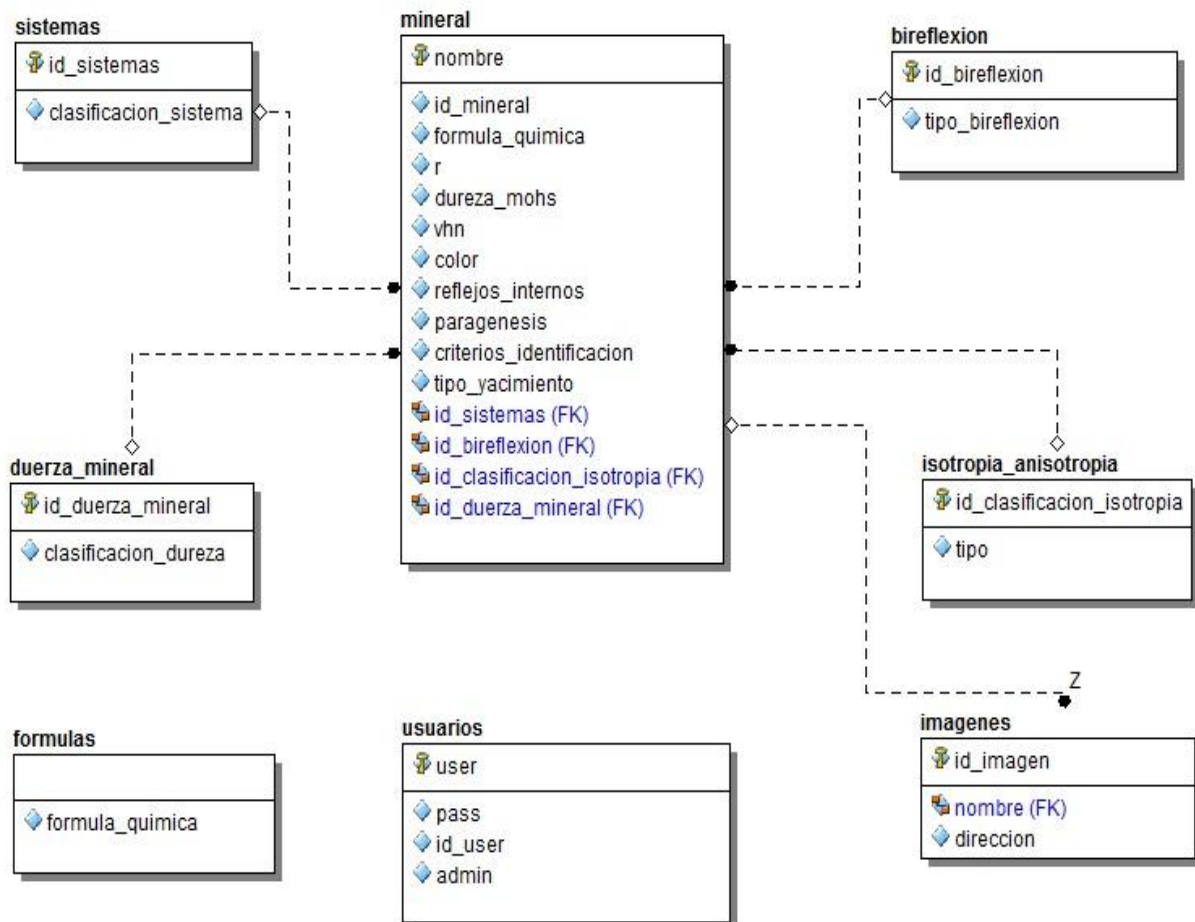 sistemas
id_sistemas
clasificacion_sistema
mineral
nombre
id_mineral
formula_quimica
r
dureza_mohs
vhn
color
reflejos_internos
paragenesis
criterios_identificacion
tipo_yacimiento
id_sistemas (FK)
id_bireflexion (FK)
id_clasificacion_isotropia (FK)
id_duerza_mineral (FK)
bireflexion
id_bireflexion
tipo_bireflexion
duerza_mineral
id_duerza_mineral
clasificacion_dureza
isotropia_anisotropia
id_clasificacion_isotropia
tipo
formulas
formula_quimica
usuarios
user
pass
id_user
admin
Z
imagenes
id_imagen
nombre (FK)
direccion